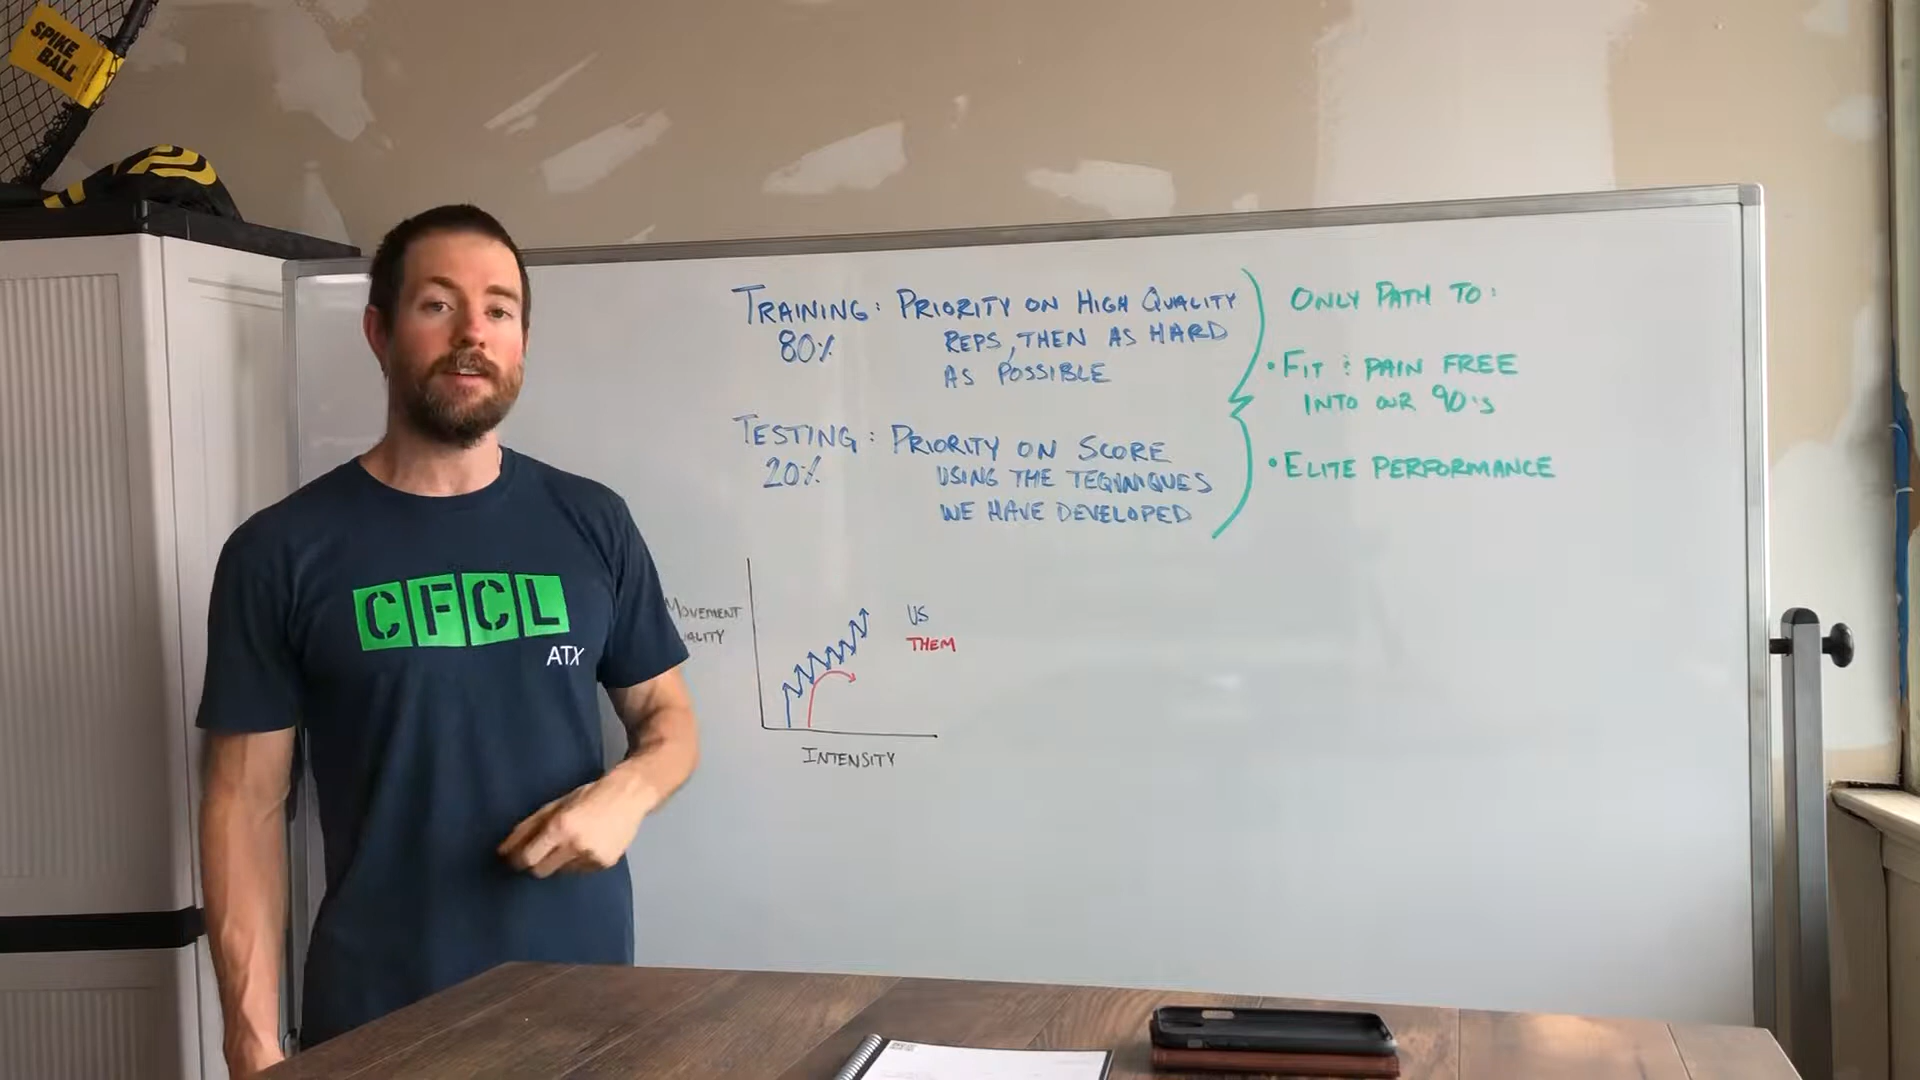 SPIKE
BALL
TRAINING: PRIORITY ON HIGH QUALITY
80% REPS, THEN AS HARD
AS POSSIBLE
TESTING: PRIORITY ON SCORE
20% USING THE TEQNIQUES
WE HAVE DEVELOPED
ONLY PATH TO:
• FIT : PAIN FREE
INTO OUR 90's
• ELITE PERFORMANCE
MOVEMENT
UALITY
US
THEM
INTENSITY
CFCL
ATX